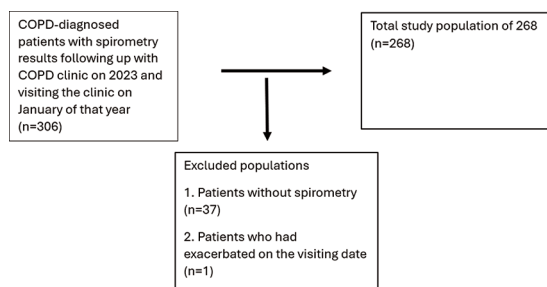 COPD-diagnosed
patients with spirometry
results following up with
COPD clinic on 2023 and
visiting the clinic on
January of that year
(n=306)
Total study population of 268
(n=268)
Excluded populations
1. Patients without spirometry
(n=37)
2. Patients who had
exacerbated on the visiting date
(n=1)